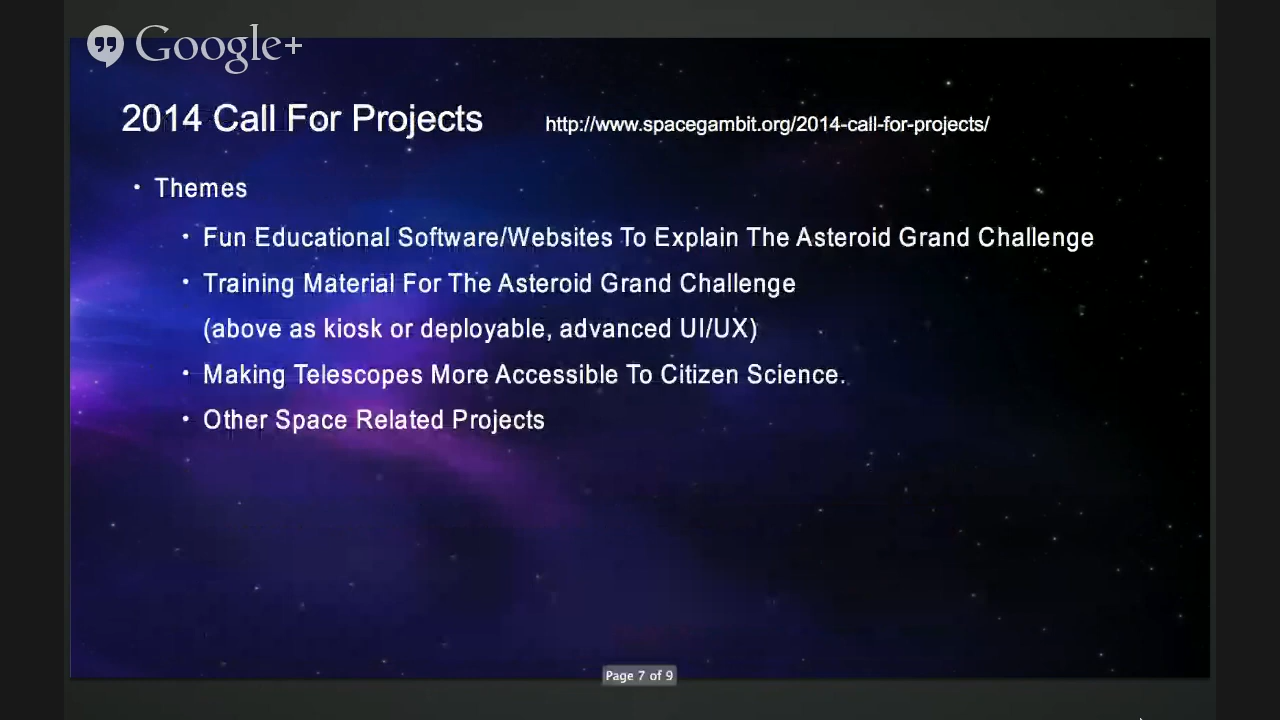 Google+
2014 Call For Projects http://www.spacegambit.org/2014-call-for-projects/
• Themes
• Fun Educational Software/Websites To Explain The Asteroid Grand Challenge
• Training Material For The Asteroid Grand Challenge
(above as kiosk or deployable, advanced UI/UX)
• Making Telescopes More Accessible To Citizen Science.
• Other Space Related Projects
Page 7 of 9